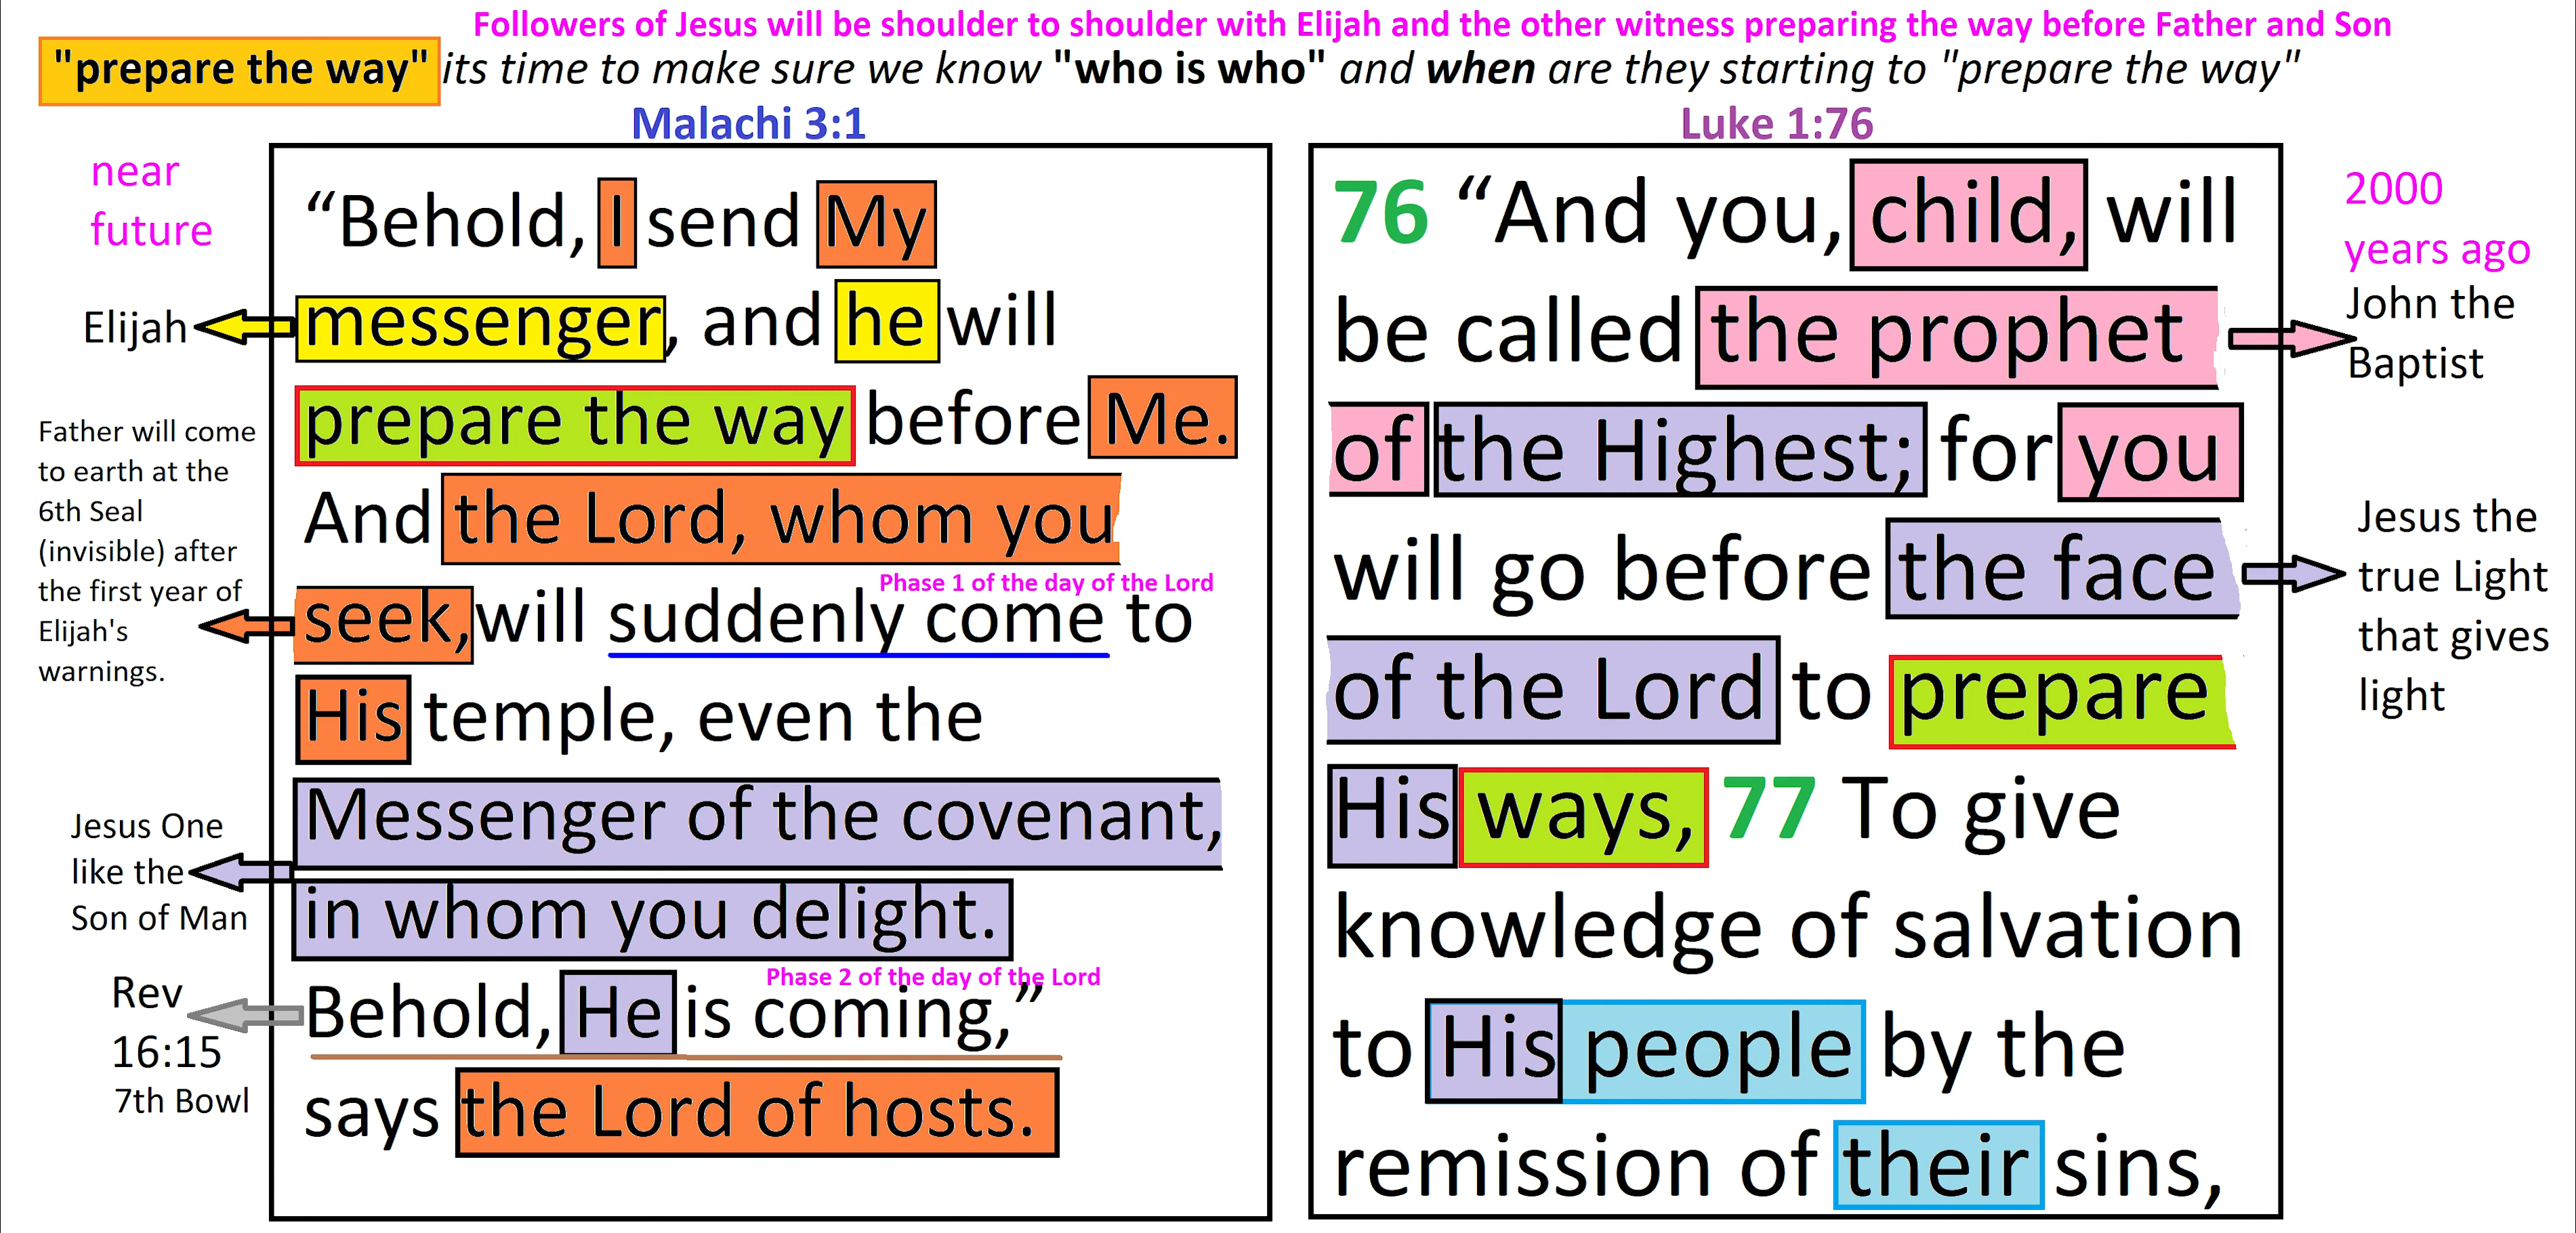 Followers of Jesus will be shoulder to shoulder with Elijah and the other witness preparing the way before Father and Son
"prepare the way" its time to make sure we know "who is who" and when are they starting to "prepare the way"
Malachi 3:1
near
future
Elijah
Father will come
to earth at the
6th Seal
(invisible) after
the first year of
Elijah's
warnings.
Jesus One
like the
Son of Man
Rev
16:15
7th Bowl
“Behold, I send My
messenger, and he will
prepare the way before Me.
And the Lord, whom you
Phase 1 of the day of the Lord
seek, will suddenly come to
His temple, even the
Messenger of the covenant,
in whom you delight.
Phase 2 of the day of the Lord
Behold, He is coming,”
says the Lord of hosts.
Luke 1:76
76 “And you, child, will
be called the prophet
of the Highest; for you
will go before the face
of the Lord to prepare
His ways, 77 To give
knowledge of salvation
to His people by the
remission of their sins,
2000
years ago
John the
Baptist
Jesus the
true Light
that gives
light